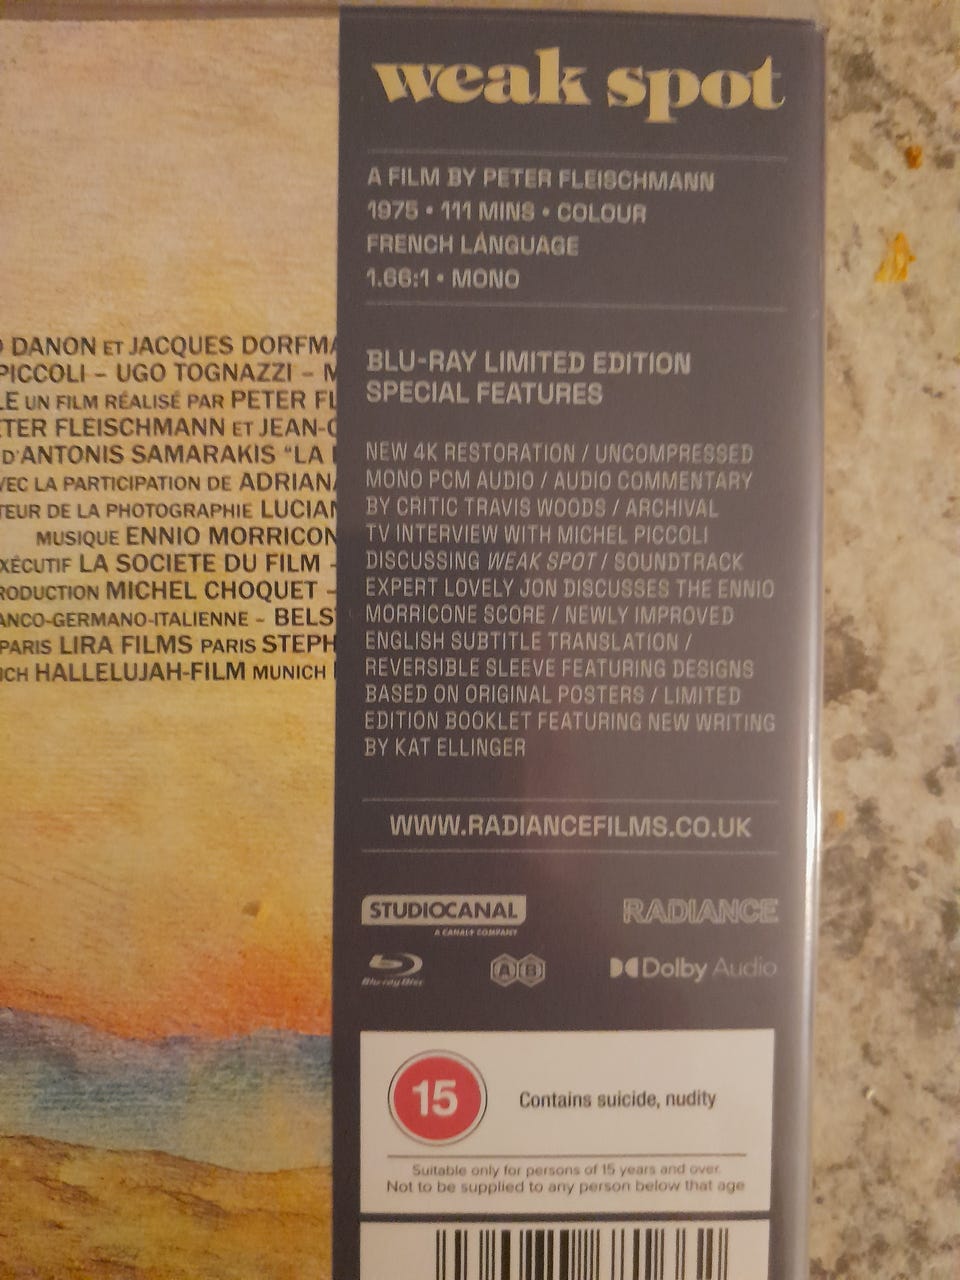 weak spot
A FILM BY PETER FLEISCHMANN
1975 • 111 MINS • COLOUR
FRENCH LANGUAGE
1.66:1 • MONO
BLU-RAY LIMITED EDITION
SPECIAL FEATURES
NEW 4K RESTORATION / UNCOMPRESSED
MONO PCM AUDIO / AUDIO COMMENTARY
BY CRITIC TRAVIS WOODS / ARCHIVAL
TV INTERVIEW WITH MICHEL PICCOLI
DISCUSSING WEAK SPOT / SOUNDTRACK
EXPERT LOVELY JON DISCUSSES THE ENNIO
MORRICONE SCORE / NEWLY IMPROVED
ENGLISH SUBTITLE TRANSLATION /
REVERSIBLE SLEEVE FEATURING DESIGNS
BASED ON ORIGINAL POSTERS / LIMITED
EDITION BOOKLET FEATURING NEW WRITING
BY KAT ELLINGER
WWW.RADIANCEFILMS.CO.UK
STUDIOCANAL
A CANAL+ COMPANY
RADIANCE
Blu-ray Disc
A B
Dolby Audio
15
Contains suicide, nudity
Suitable only for persons of 15 years and over.
Not to be supplied to any person below that age
DANON ET JACQUES DORFMA
PICCOLI – UGO TOGNAZZI – M
LE UN FILM RÉALISÉ PAR PETER FL
ETER FLEISCHMANN ET JEAN-C
D'ANTONIS SAMARAKIS “LA
VEC LA PARTICIPATION DE ADRIANA
TEUR DE LA PHOTOGRAPHIE LUCIAN
MUSIQUE ENNIO MORRICON
XÉCUTIF LA SOCIETE DU FILM -
RODUCTION MICHEL CHOQUET –
ANCO-GERMANO-ITALIENNE – BELS
PARIS LIRA FILMS PARIS STEPH
ICH HALLELUJAH-FILM MUNICH